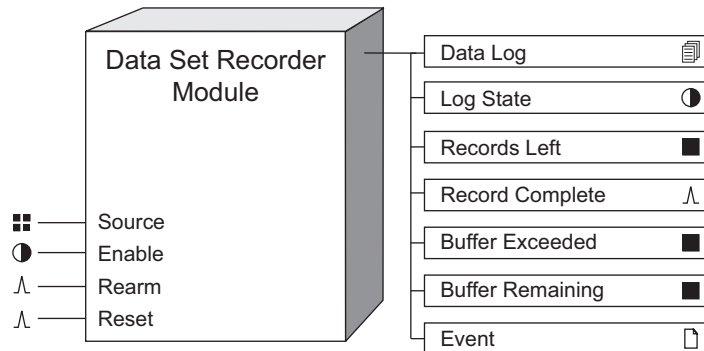 Data Set Recorder
Module
Source
Enable
Rearm
Reset
Data Log
Log State
Records Left
Record Complete
Buffer Exceeded
Buffer Remaining
Event